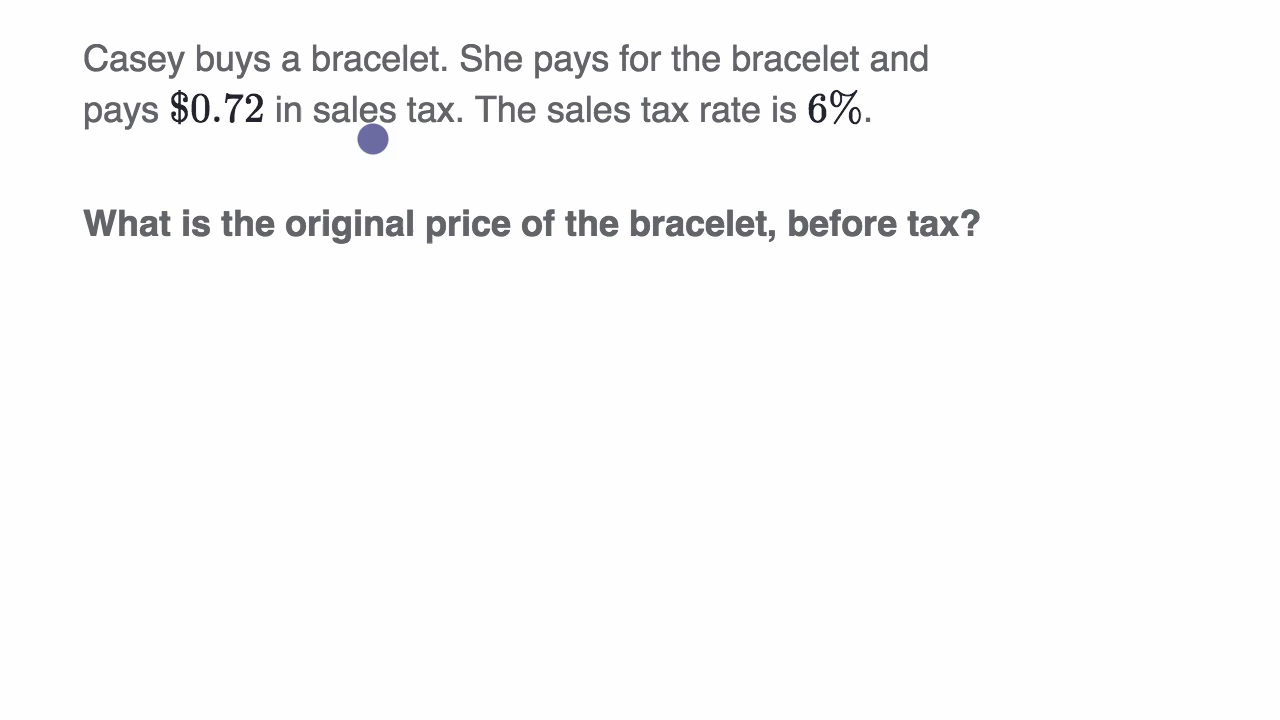 Casey buys a bracelet. She pays for the bracelet and
pays $0.72 in sales tax. The sales tax rate is 6%.
What is the original price of the bracelet, before tax?